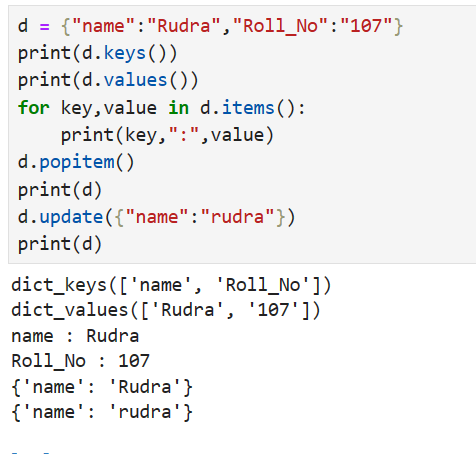 d = {"name":"Rudra","Roll_No":"107"}
print(d.keys())
print(d.values())
for key,value in d.items():
    print(key,":",value)
d.popitem()
print(d)
d.update({"name":"rudra"})
print(d)
dict_keys(['name', 'Roll_No'])
dict_values(['Rudra', '107'])
name : Rudra
Roll_No : 107
{'name': 'Rudra'}
{'name': 'rudra'}